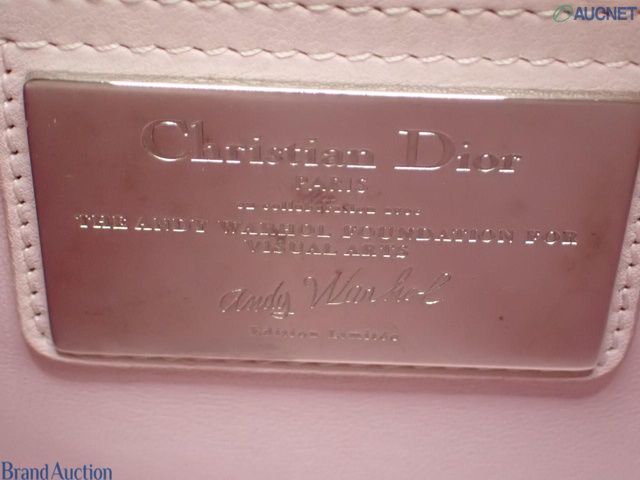 AUCNET
Christian Dior
PARIS
THE ANDY WARHOL FOUNDATION FOR
VISUAL ARTS
Andy Warhol
Edition Limitée
Brand Auction